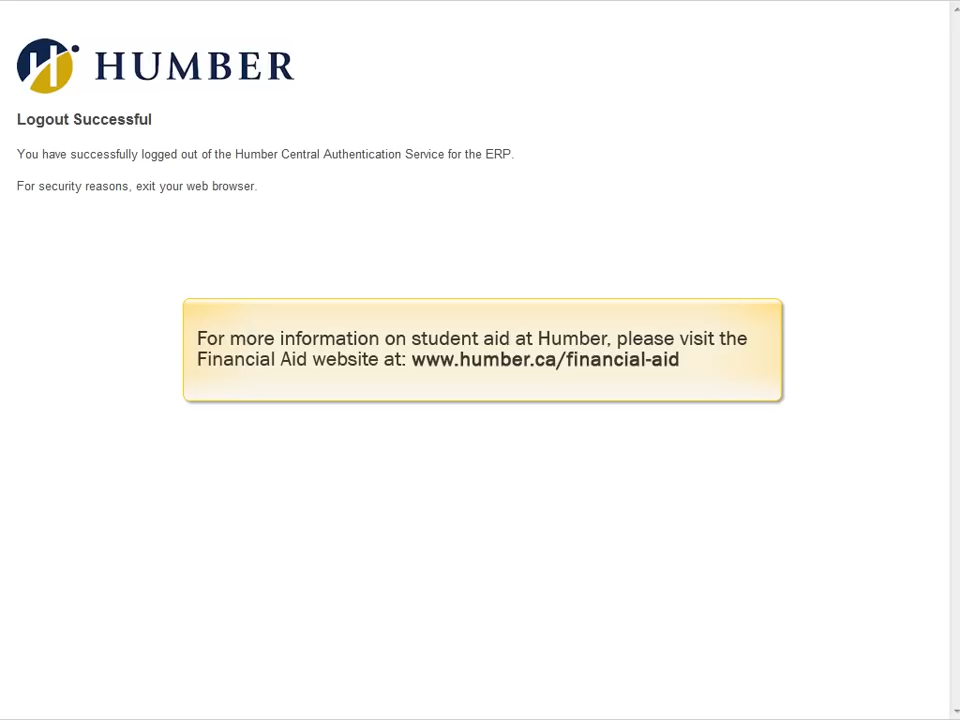 HUMBER
Logout Successful
You have successfully logged out of the Humber Central Authentication Service for the ERP.
For security reasons, exit your web browser.
For more information on student aid at Humber, please visit the
Financial Aid website at: www.humber.ca/financial-aid